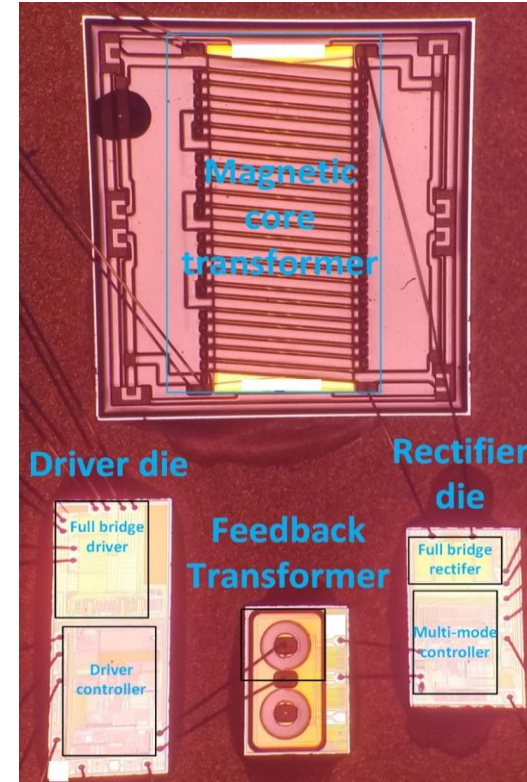 Magnetic
core
transformer
Driver die
Full bridge
driver
Driver
controller
Feedback
Transformer
Rectifier
die
Full bridge
rectifer
Multi-mode
controller